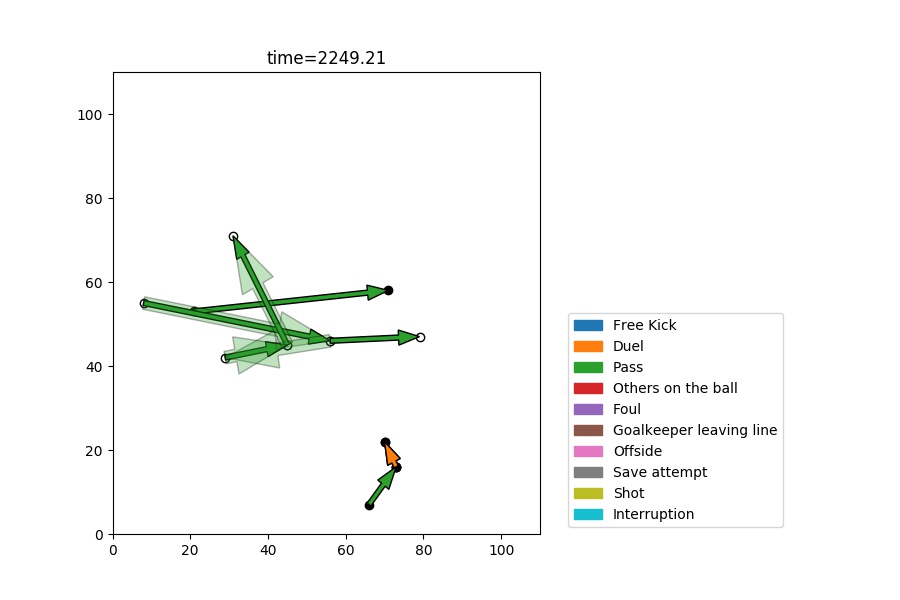 time=2249.21
100
80
60
40
20
0
0 20 40 60 80 100
Free Kick
Duel
Pass
Others on the ball
Foul
Goalkeeper leaving line
Offside
Save attempt
Shot
Interruption